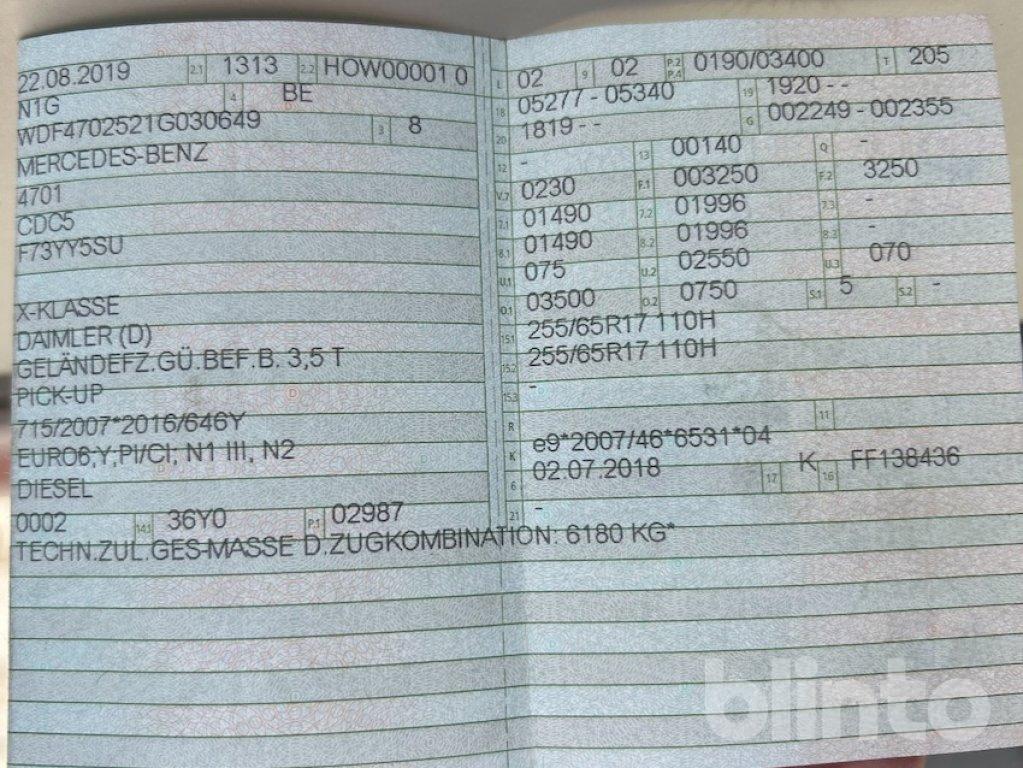 22.08.2019 2.1 1313 2.2 HOW00001 0
N1G 4 BE
WDF4702521G030649 3 8
MERCEDES-BENZ
4701
CDC5
F73YY5SU
X-KLASSE
DAIMLER (D)
GELÄNDEFZ.GÜ.BEF.B. 3,5 T
PICK-UP
715/2007*2016/646Y
EURO6;Y;PI/CI; N1 III, N2
DIESEL
0002 14.1 36Y0 P.1 02987
L 02 9 02 P.2 P.4 0190/03400 T 205
18 05277 - 05340 19 1920 - -
20 1819 - - G 002249 - 002355
12 - 13 00140 Q -
V.7 0230 F.1 003250 F.2 3250
7.1 01490 7.2 01996 7.3 -
8.1 01490 8.2 01996 8.3 -
U.1 075 U.2 02550 U.3 070
O.1 03500 O.2 0750 S.1 5 S.2 -
15.1 255/65R17 110H
15.2 255/65R17 110H
15.3 -
R 11
K e9*2007/46*6531*04
6 02.07.2018 17 K 16 FF138436
21 -
TECHN.ZUL.GES-MASSE D.ZUGKOMBINATION: 6180 KG*
blinto